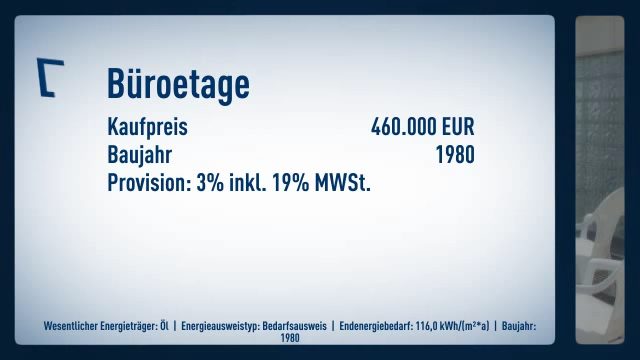 Büroetage
Kaufpreis 460.000 EUR
Baujahr 1980
Provision: 3% inkl. 19% MWSt.
Wesentlicher Energieträger: Öl | Energieausweistyp: Bedarfsausweis | Endenergiebedarf: 116,0 kWh/(m²*a) | Baujahr:
1980